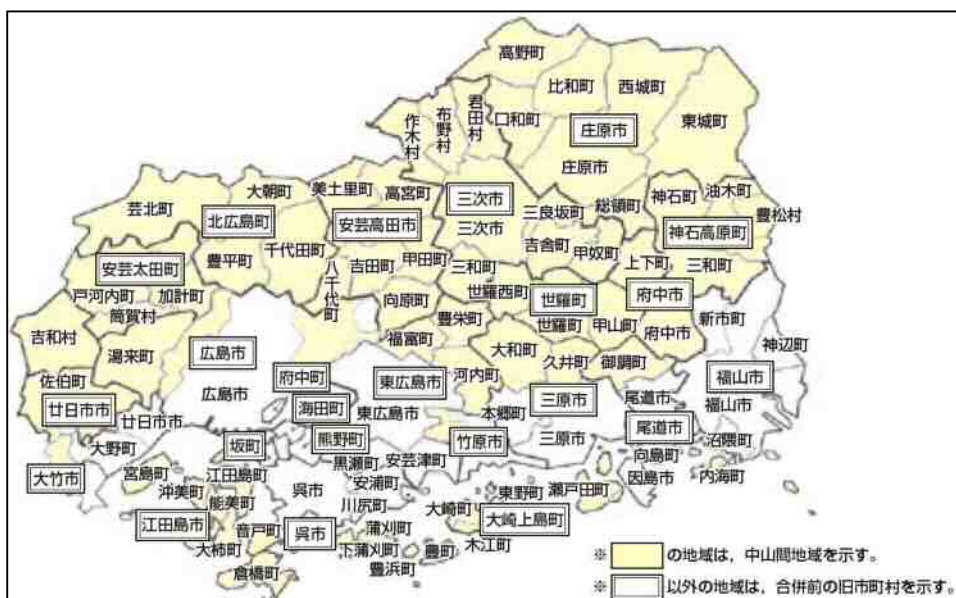 高野町
比和町
西城町
君田村
布野村
作木村
口和町
庄原市
東城町
庄原市
大朝町
美土里町
高宮町
三次市
神石町
油木町
芸北町
北広島町
安芸高田市
三良坂町
総領町
豊松村
三次市
神石高原町
千代田町
吉舎町
甲奴町
豊平町
八千代町
吉田町
甲田町
三和町
上下町
三和町
安芸太田町
戸河内町
加計町
向原町
世羅西町
世羅町
府中市
筒賀村
豊栄町
世羅町
甲山町
府中市
新市町
吉和村
湯来町
広島市
福富町
大和町
久井町
御調町
神辺町
佐伯町
府中町
東広島市
河内町
福山市
廿日市市
広島市
海田町
三原市
尾道市
福山市
廿日市市
東広島市
本郷町
大野町
坂町
熊野町
竹原市
三原市
尾道市
沼隈町
大竹市
宮島町
江田島町
黒瀬町
安芸津町
向島町
内海町
沖美町
呉市
安浦町
東野町
瀬戸田町
因島市
能美町
川尻町
大崎町
大崎上島町
江田島市
音戸町
呉市
蒲刈町
木江町
大柿町
下蒲刈町
豊町
倉橋町
豊浜町
※ の地域は，中山間地域を示す。
※ 以外の地域は，合併前の旧市町村を示す。